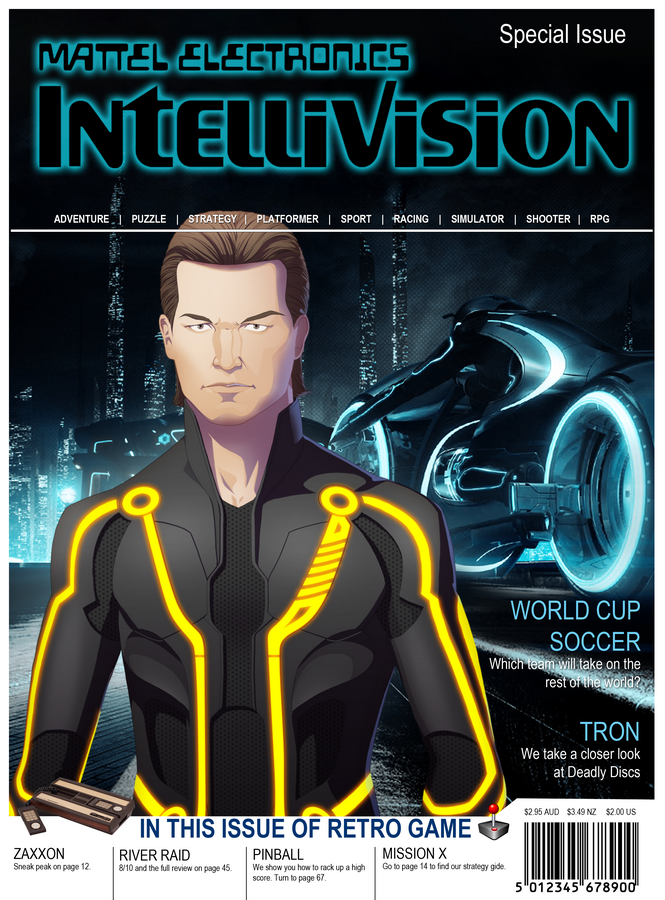 Special Issue
MATTEL ELECTRONICS
INTELLIVISION
ADVENTURE | PUZZLE | STRATEGY | PLATFORMER | SPORT | RACING | SIMULATOR | SHOOTER | RPG
WORLD CUP
SOCCER
Which team will take on the
rest of the world?
TRON
We take a closer look
at Deadly Discs
$2.95 AUD $3.49 NZ $2.00 US
IN THIS ISSUE OF RETRO GAME
ZAXXON
Sneak peak on page 12.
RIVER RAID
8/10 and the full review on page 45.
PINBALL
We show you how to rack up a high
score. Turn to page 67.
MISSION X
Go to page 14 to find our strategy gide.
5 012345 678900